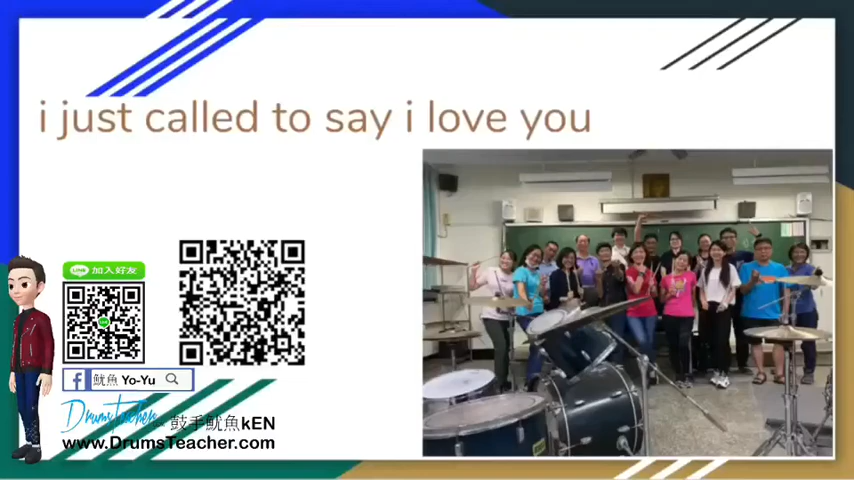 i just called to say i love you
LINE 加入好友
魷魚 Yo-Yu
DrumsTeacher 鼓手魷魚kEN
www.DrumsTeacher.com